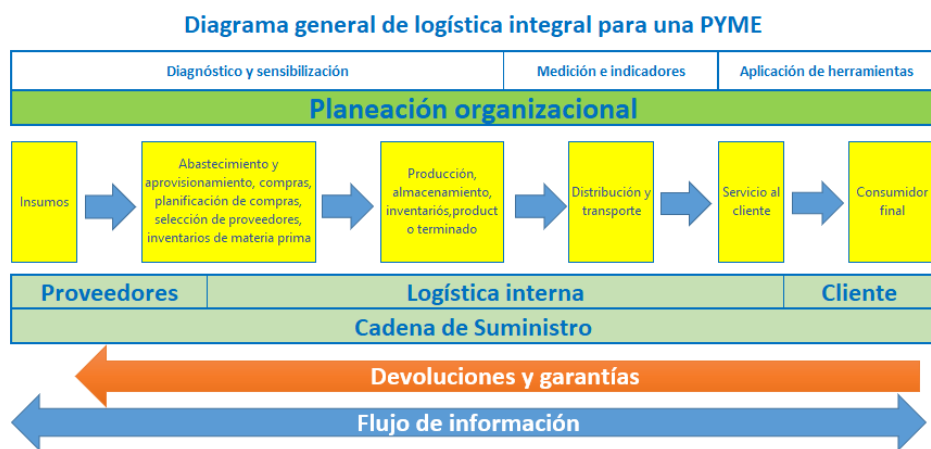 Diagrama general de logística integral para una PYME
Diagnóstico y sensibilización
Medición e indicadores
Aplicación de herramientas
Planeación organizacional
Insumos
Abastecimiento y
aprovisionamiento, compras,
planificación de compras,
selección de proveedores,
inventarios de materia prima
Producción,
almacenamiento,
inventariós,product
o terminado
Distribución y
transporte
Servicio al
cliente
Consumidor
final
Proveedores
Logística interna
Cliente
Cadena de Suministro
Devoluciones y garantías
Flujo de información